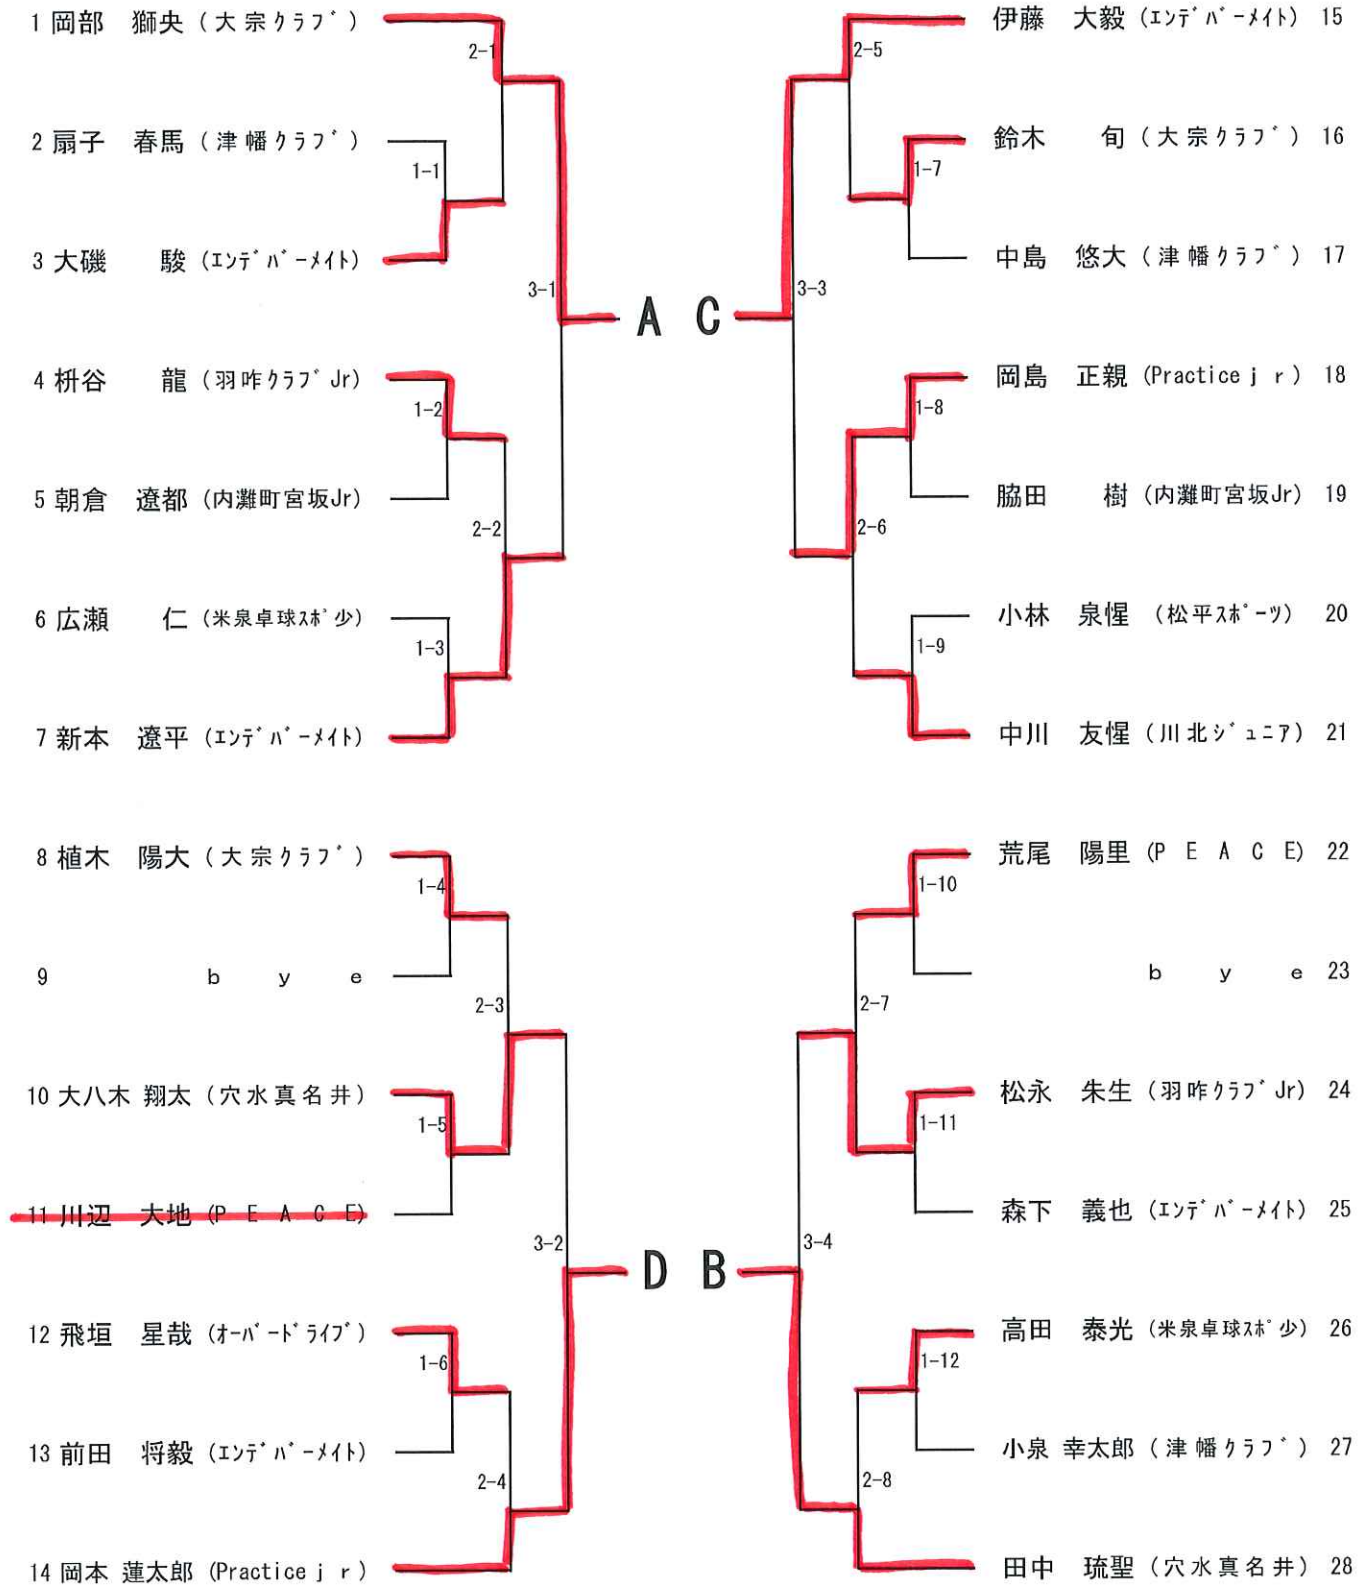 1 岡部 獅央 (大宗クラブ)
2-1
2 扇子 春馬 (津幡クラブ)
1-1
3 大磯 駿 (エンデバーメイト)
3-1
A
4 枡谷 龍 (羽咋クラブJr)
1-2
5 朝倉 遼都 (内灘町宮坂Jr)
2-2
6 広瀬 仁 (米泉卓球スポ少)
1-3
7 新本 遼平 (エンデバーメイト)
8 植木 陽大 (大宗クラブ)
1-4
9 bye
2-3
10 大八木 翔太 (穴水真名井)
1-5
11 川辺 大地 (PEACE)
3-2
D
12 飛垣 星哉 (オーバードライブ)
1-6
13 前田 将毅 (エンデバーメイト)
2-4
14 岡本 蓮太郎 (Practice jr)
伊藤 大毅 (エンデバーメイト) 15
2-5
鈴木 旬 (大宗クラブ) 16
1-7
中島 悠大 (津幡クラブ) 17
3-3
C
岡島 正親 (Practice jr) 18
1-8
脇田 樹 (内灘町宮坂Jr) 19
2-6
小林 泉惺 (松平スポーツ) 20
1-9
中川 友惺 (川北ジュニア) 21
荒尾 陽里 (PEACE) 22
1-10
bye 23
2-7
松永 朱生 (羽咋クラブJr) 24
1-11
森下 義也 (エンデバーメイト) 25
3-4
B
高田 泰光 (米泉卓球スポ少) 26
1-12
小泉 幸太郎 (津幡クラブ) 27
2-8
田中 琉聖 (穴水真名井) 28